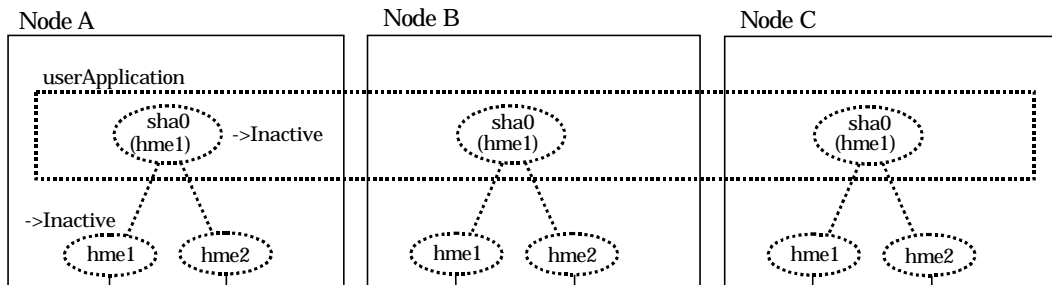 Node A
Node B
Node C
userApplication
sha0
(hme1)
->Inactive
sha0
(hme1)
sha0
(hme1)
->Inactive
hme1
hme2
hme1
hme2
hme1
hme2